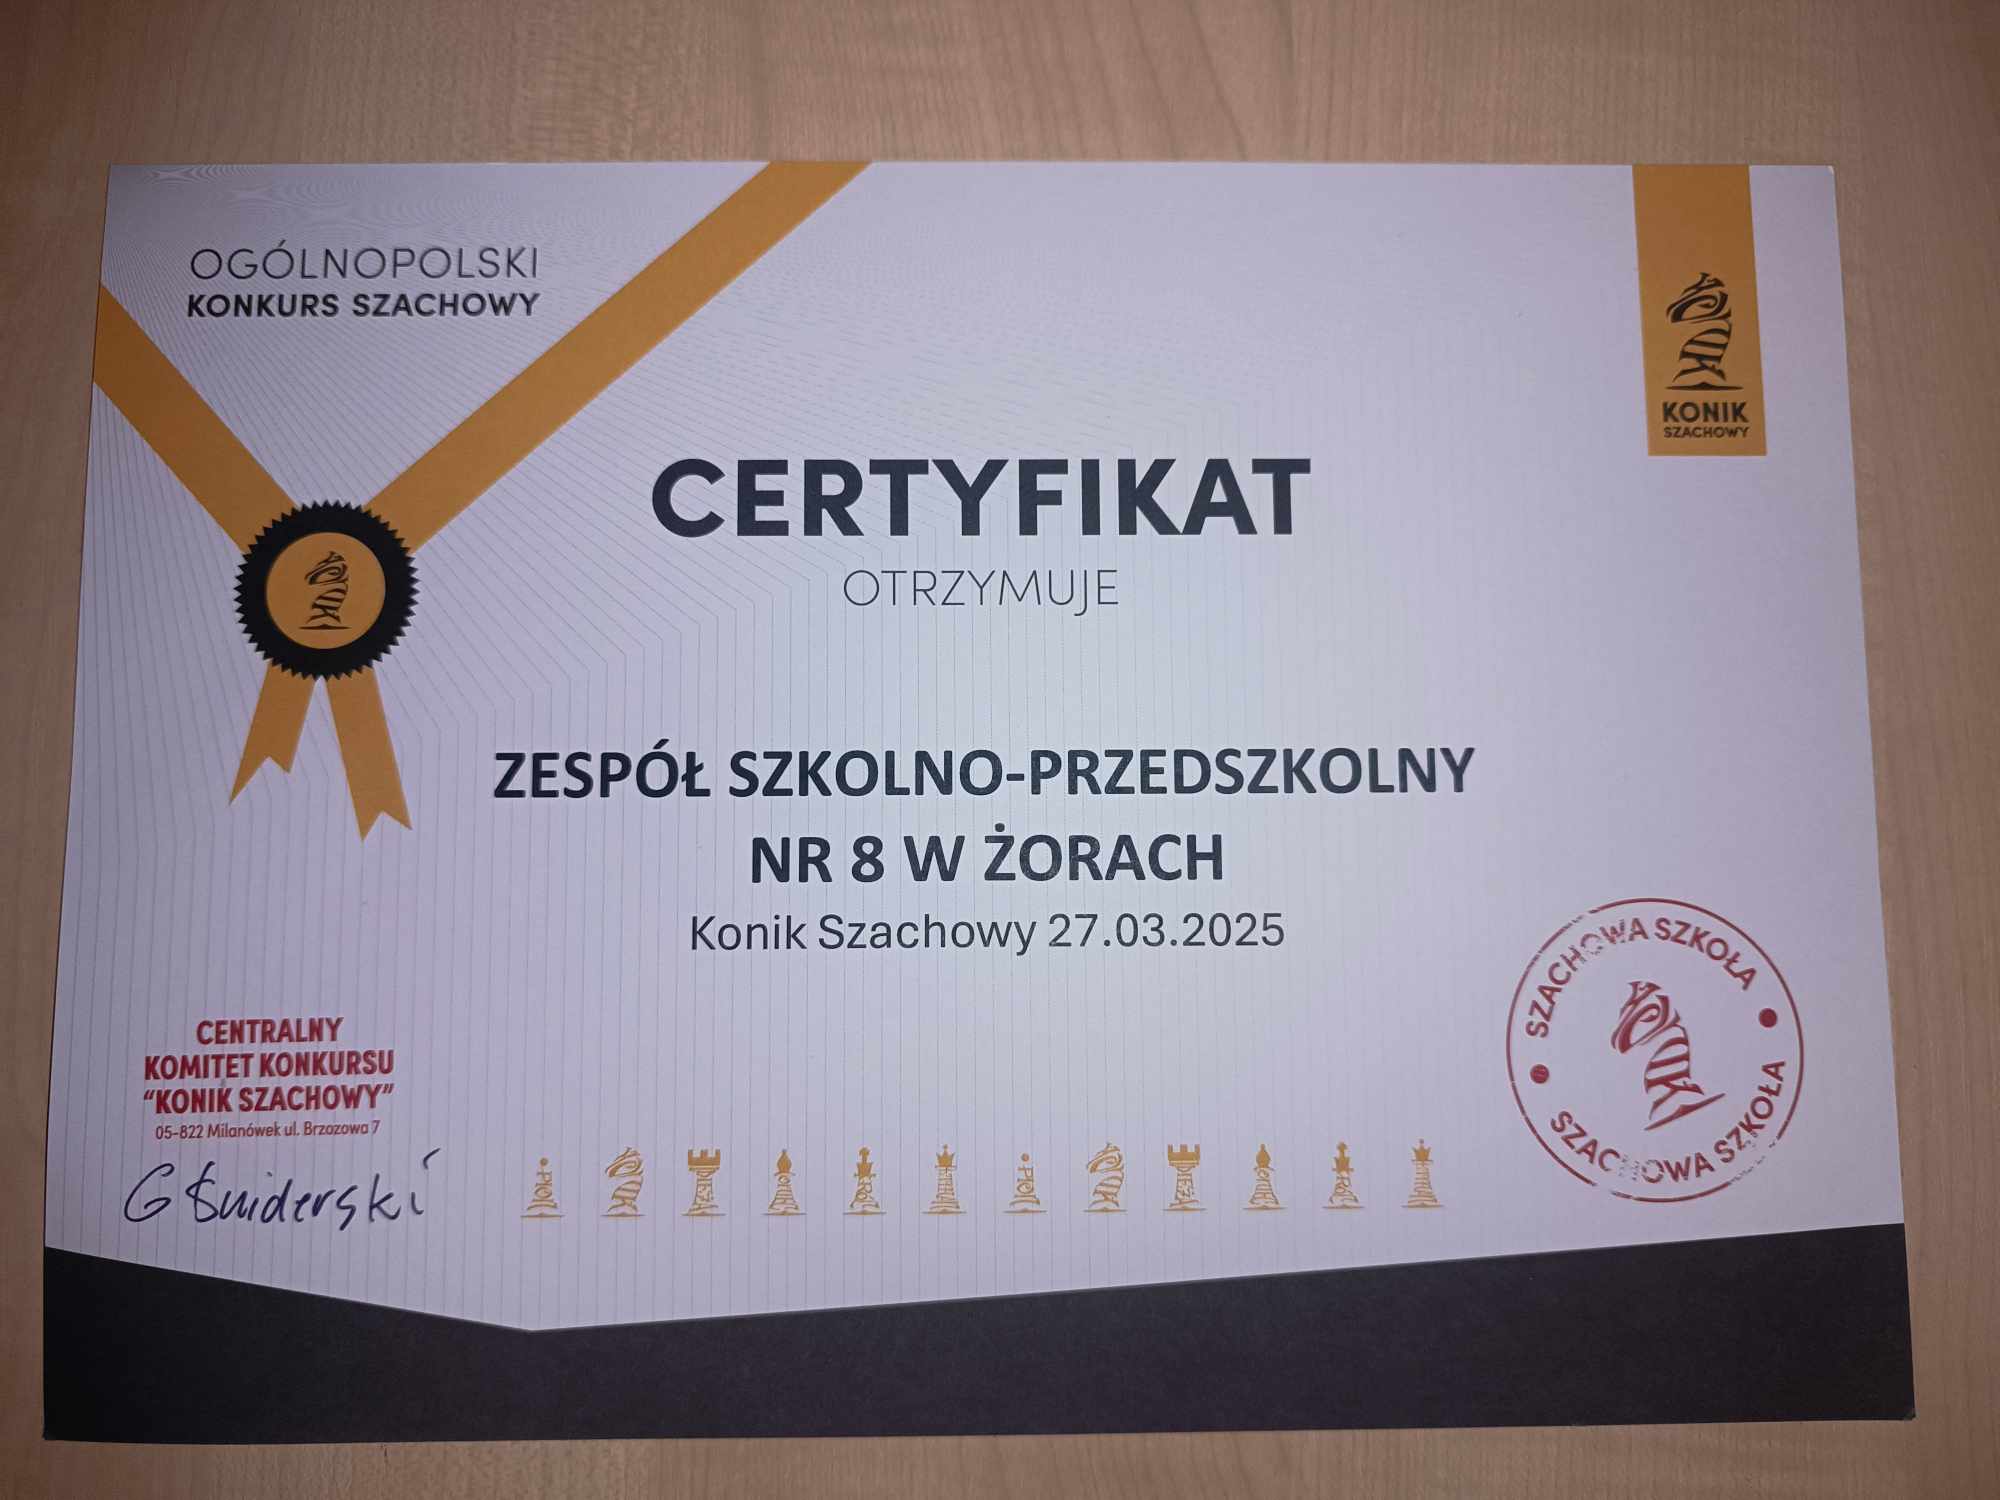 OGÓLNOPOLSKI
KONKURS SZACHOWY
KONIK
SZACHOWY
CERTYFIKAT
OTRZYMUJE
ZESPÓŁ SZKOLNO-PRZEDSZKOLNY
NR 8 W ŻORACH
Konik Szachowy 27.03.2025
CENTRALNY
KOMITET KONKURSU
“KONIK SZACHOWY”
05-822 Milanówek ul. Brzozowa 7
G Świderski
SZACHOWA SZKOŁA
SZACHOWA SZKOŁA